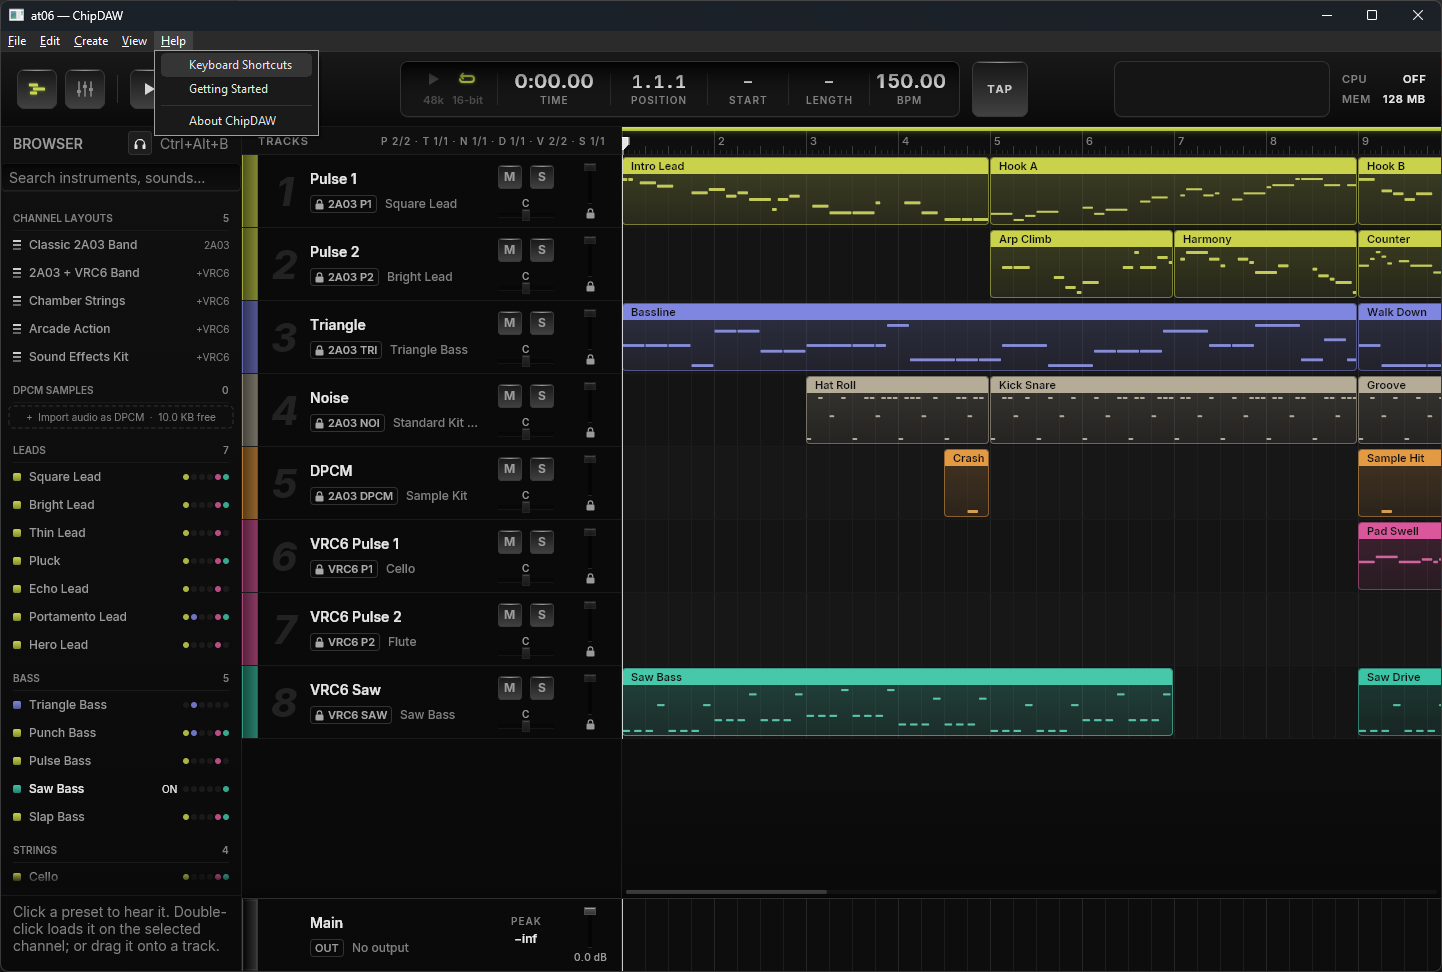 at06 — ChipDAW
File Edit Create View Help
Keyboard Shortcuts
Getting Started
About ChipDAW
48k 16-bit
0:00.00
TIME
1.1.1
POSITION
–
START
–
LENGTH
150.00
BPM
TAP
CPU OFF
MEM 128 MB
BROWSER Ctrl+Alt+B
Search instruments, sounds...
CHANNEL LAYOUTS 5
Classic 2A03 Band 2A03
2A03 + VRC6 Band +VRC6
Chamber Strings +VRC6
Arcade Action +VRC6
Sound Effects Kit +VRC6
DPCM SAMPLES 0
+ Import audio as DPCM · 10.0 KB free
LEADS 7
Square Lead
Bright Lead
Thin Lead
Pluck
Echo Lead
Portamento Lead
Hero Lead
BASS 5
Triangle Bass
Punch Bass
Pulse Bass
Saw Bass ON
Slap Bass
STRINGS 4
Cello
Click a preset to hear it. Double-
click loads it on the selected
channel; or drag it onto a track.
TRACKS P 2/2 · T 1/1 · N 1/1 · D 1/1 · V 2/2 · S 1/1
2 3 4 5 6 7 8 9
1 Pulse 1 M S
2A03 P1 Square Lead C
Intro Lead Hook A Hook B
2 Pulse 2 M S
2A03 P2 Bright Lead C
Arp Climb Harmony Counter
3 Triangle M S
2A03 TRI Triangle Bass C
Bassline Walk Down
4 Noise M S
2A03 NOI Standard Kit ... C
Hat Roll Kick Snare Groove
5 DPCM M S
2A03 DPCM Sample Kit C
Crash Sample Hit
6 VRC6 Pulse 1 M S
VRC6 P1 Cello C
Pad Swell
7 VRC6 Pulse 2 M S
VRC6 P2 Flute C
8 VRC6 Saw M S
VRC6 SAW Saw Bass C
Saw Bass Saw Drive
Main PEAK
OUT No output –inf
0.0 dB